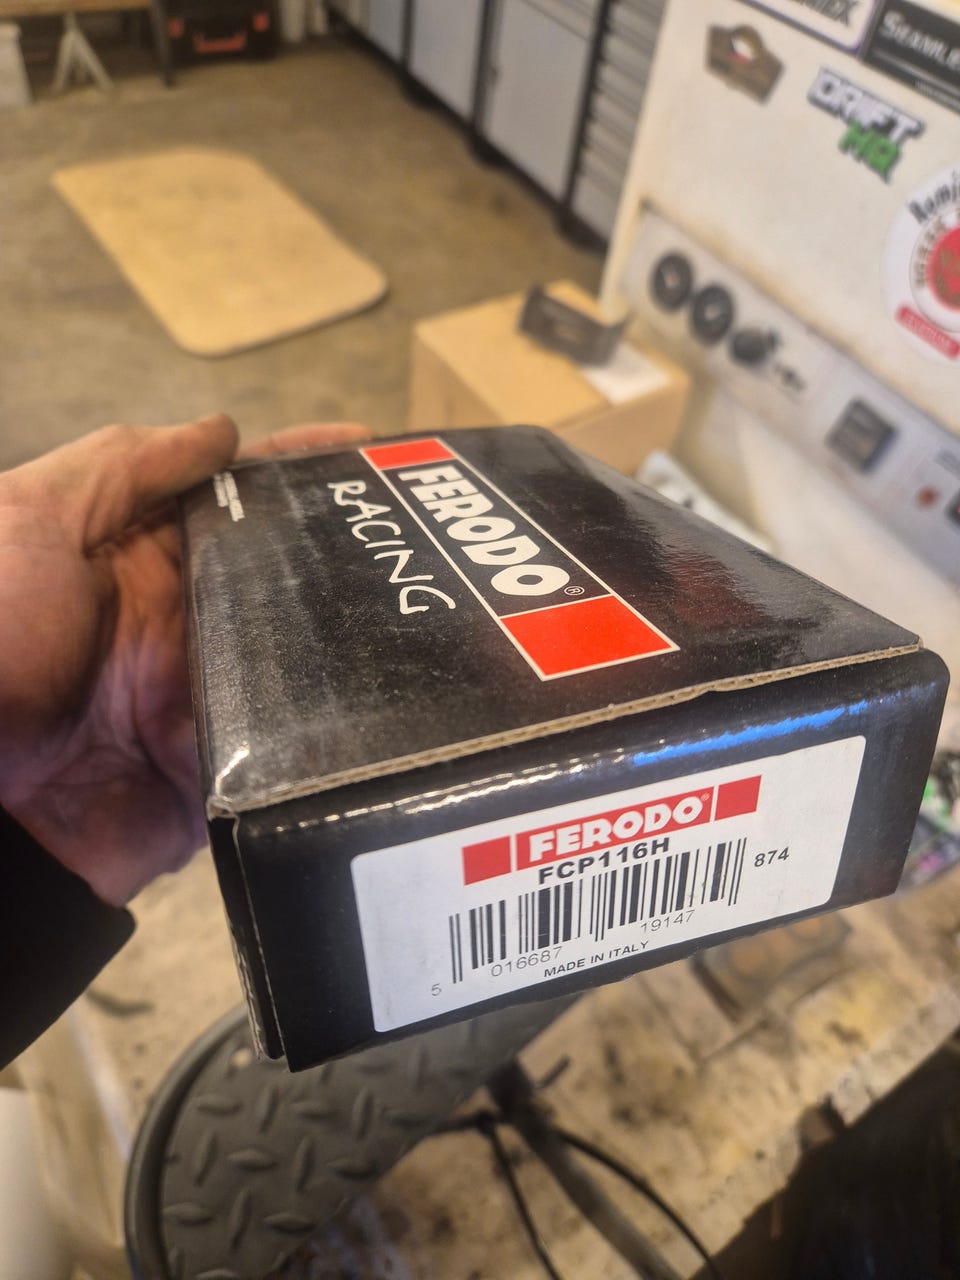 DRIFT
HQ
FERODO®
RACING
FERODO®
FCP116H
874
5 016687 19147
MADE IN ITALY